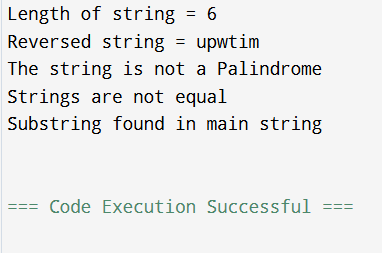 Length of string = 6
Reversed string = upwtim
The string is not a Palindrome
Strings are not equal
Substring found in main string
=== Code Execution Successful ===